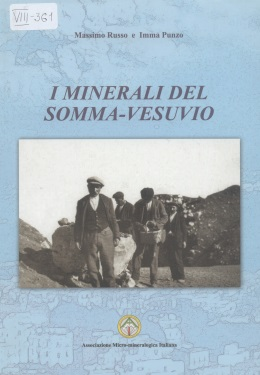 VIII-361
Massimo Russo e Imma Punzo
I MINERALI DEL
SOMMA-VESUVIO
Associazione Micro-mineralogica Italiana